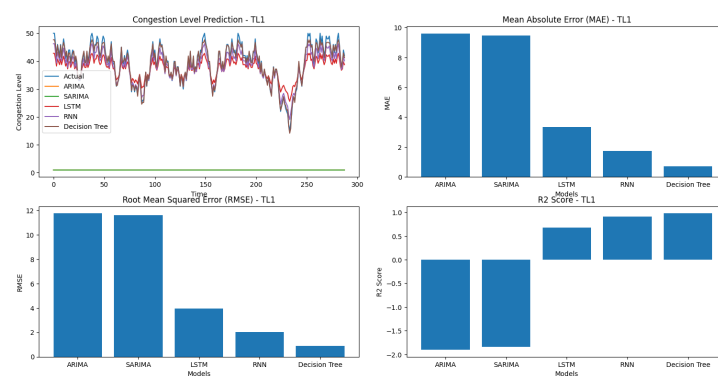 Congestion Level Prediction - TL1
50
40
30
20
10
0
Congestion Level
Actual
ARIMA
SARIMA
LSTM
RNN
Decision Tree
0 50 100 150 200 250 300
Time
Mean Absolute Error (MAE) - TL1
10
8
6
4
2
0
MAE
ARIMA SARIMA LSTM RNN Decision Tree
Models
Root Mean Squared Error (RMSE) - TL1
12
10
8
6
4
2
0
RMSE
ARIMA SARIMA LSTM RNN Decision Tree
Models
R2 Score - TL1
1.0
0.5
0.0
−0.5
−1.0
−1.5
−2.0
R2 Score
ARIMA SARIMA LSTM RNN Decision Tree
Models